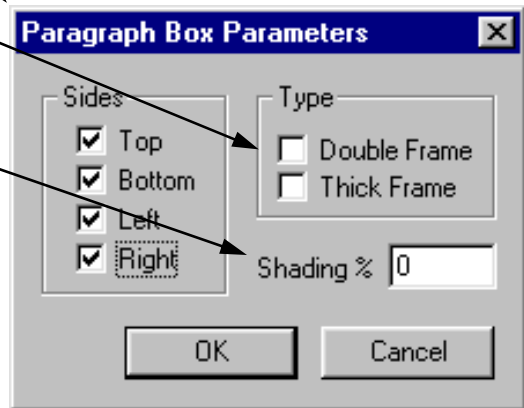 Paragraph Box Parameters
Sides
Top
Bottom
Left
Right
Type
Double Frame
Thick Frame
Shading % 0
OK
Cancel